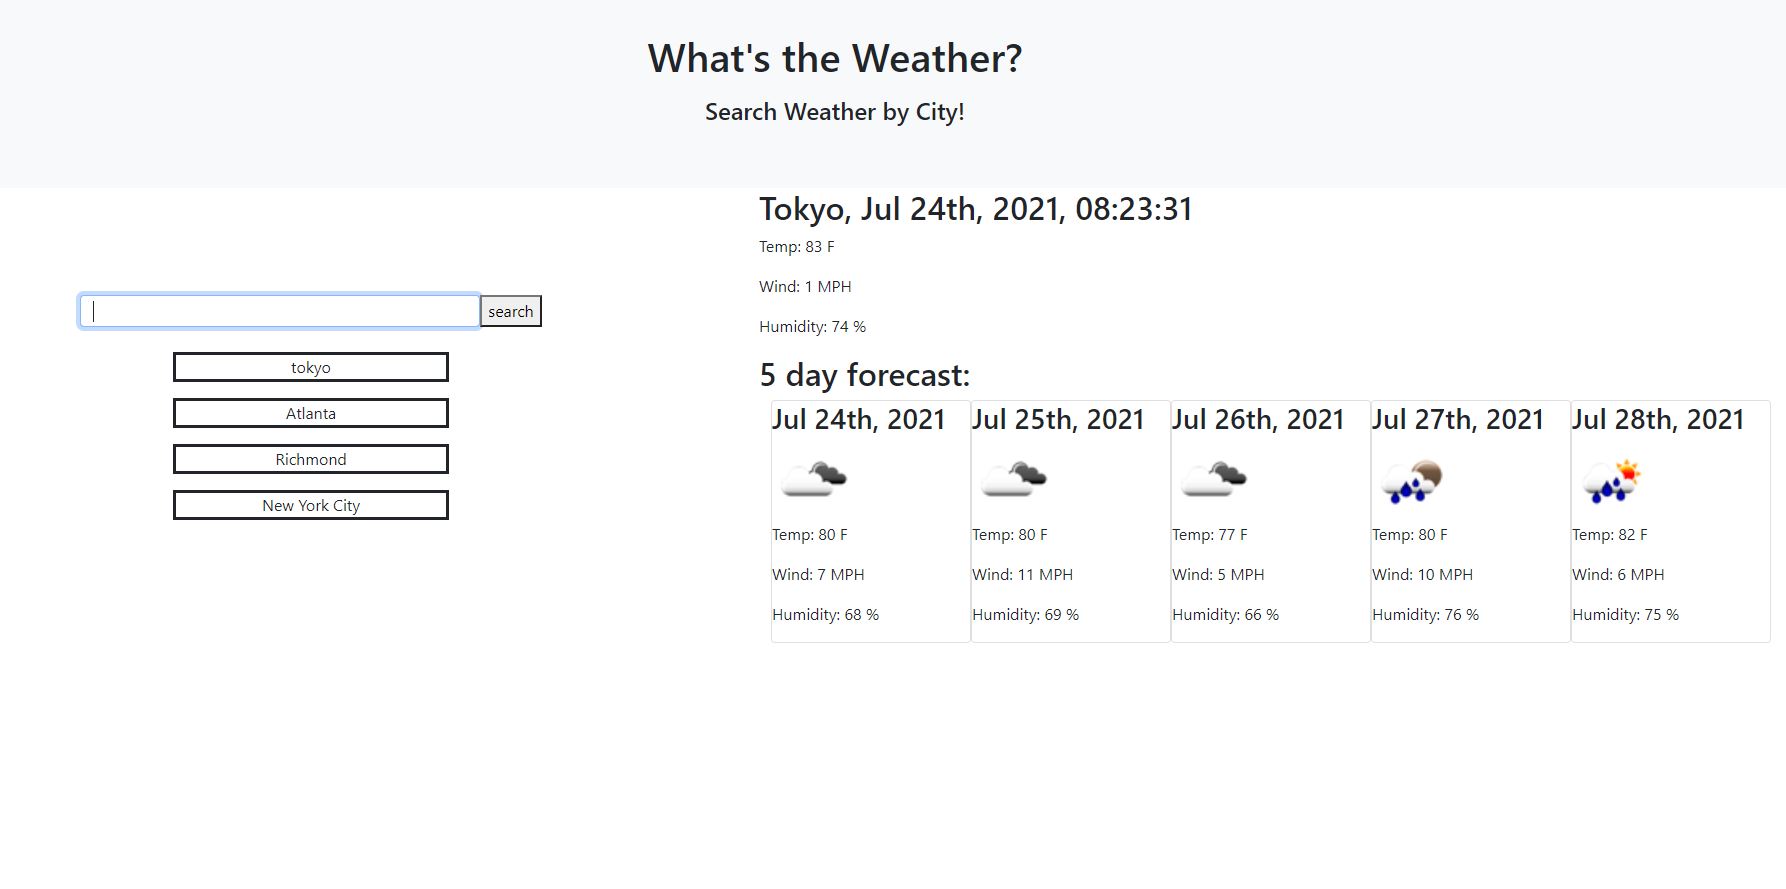 What's the Weather?
Search Weather by City!
search
tokyo
Atlanta
Richmond
New York City
Tokyo, Jul 24th, 2021, 08:23:31
Temp: 83 F
Wind: 1 MPH
Humidity: 74 %
5 day forecast:
Jul 24th, 2021
Temp: 80 F
Wind: 7 MPH
Humidity: 68 %
Jul 25th, 2021
Temp: 80 F
Wind: 11 MPH
Humidity: 69 %
Jul 26th, 2021
Temp: 77 F
Wind: 5 MPH
Humidity: 66 %
Jul 27th, 2021
Temp: 80 F
Wind: 10 MPH
Humidity: 76 %
Jul 28th, 2021
Temp: 82 F
Wind: 6 MPH
Humidity: 75 %